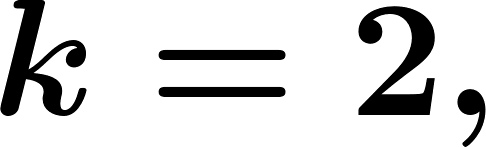 k = 2,